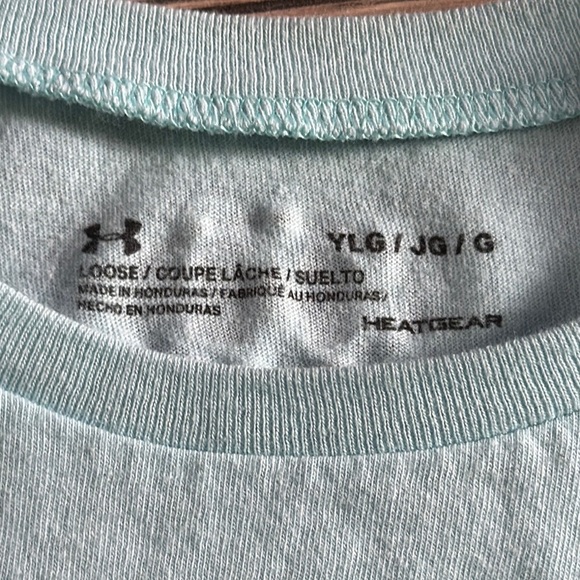 YLG / JG / G
LOOSE / COUPE LÂCHE / SUELTO
MADE IN HONDURAS / FABRIQUÉ AU HONDURAS /
HECHO EN HONDURAS
HEATGEAR